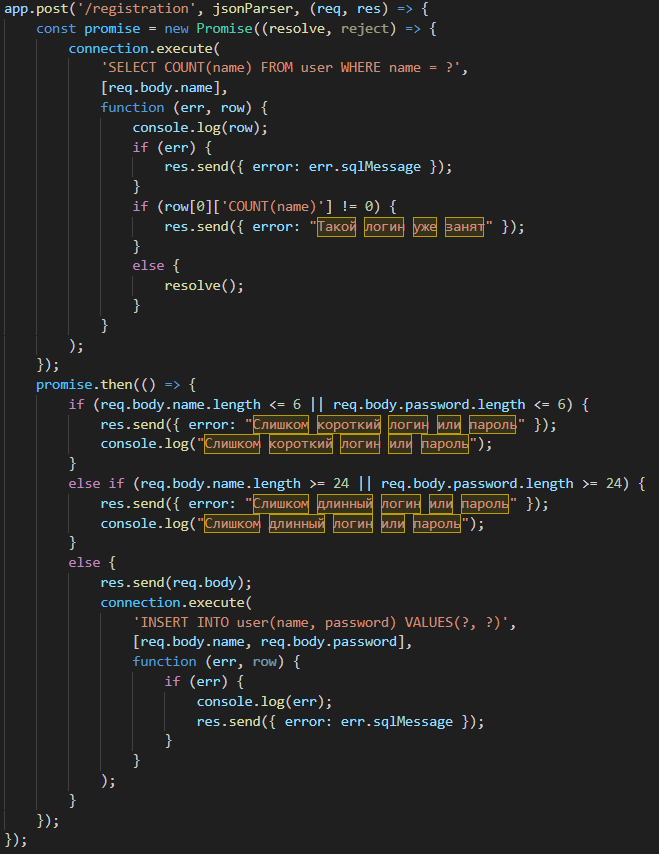 app.post('/registration', jsonParser, (req, res) => {
    const promise = new Promise((resolve, reject) => {
        connection.execute(
            'SELECT COUNT(name) FROM user WHERE name = ?',
            [req.body.name],
            function (err, row) {
                console.log(row);
                if (err) {
                    res.send({ error: err.sqlMessage });
                }
                if (row[0]['COUNT(name)'] != 0) {
                    res.send({ error: "Такой логин уже занят" });
                }
                else {
                    resolve();
                }
            }
        );
    });
    promise.then(() => {
        if (req.body.name.length <= 6 || req.body.password.length <= 6) {
            res.send({ error: "Слишком короткий логин или пароль" });
            console.log("Слишком короткий логин или пароль");
        }
        else if (req.body.name.length >= 24 || req.body.password.length >= 24) {
            res.send({ error: "Слишком длинный логин или пароль" });
            console.log("Слишком длинный логин или пароль");
        }
        else {
            res.send(req.body);
            connection.execute(
                'INSERT INTO user(name, password) VALUES(?, ?)',
                [req.body.name, req.body.password],
                function (err, row) {
                    if (err) {
                        console.log(err);
                        res.send({ error: err.sqlMessage });
                    }
                }
            );
        }
    });
});